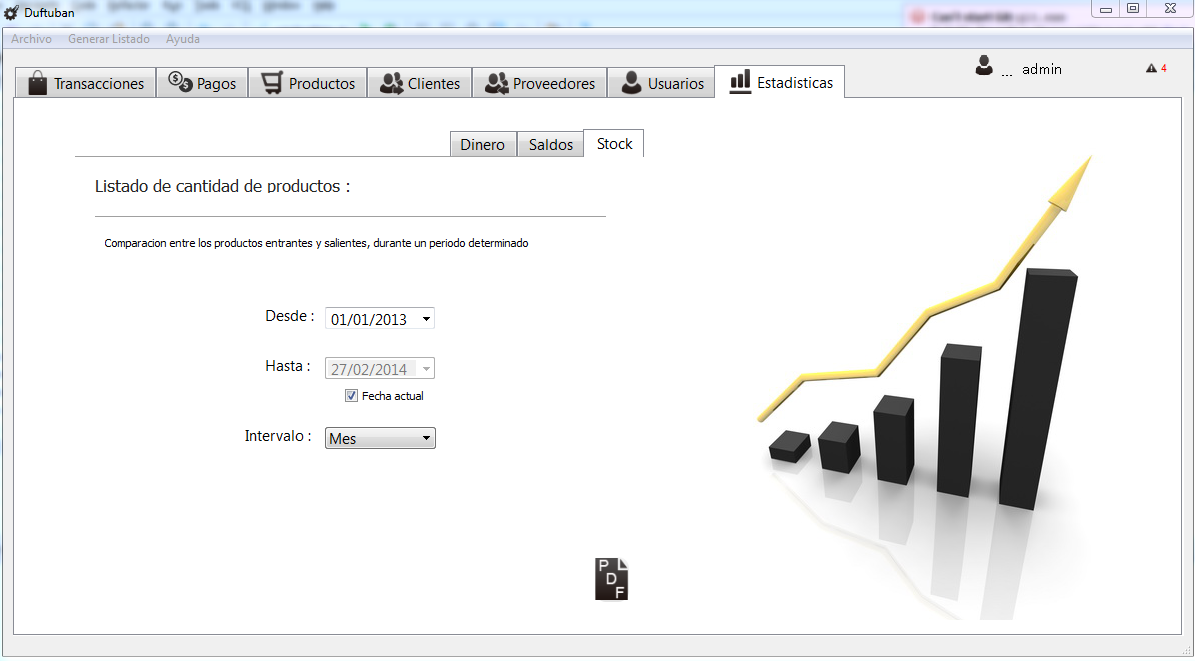 Duftuban
Archivo Generar Listado Ayuda
... admin 4
Transacciones Pagos Productos Clientes Proveedores Usuarios Estadisticas
Dinero Saldos Stock
Listado de cantidad de productos :
Comparacion entre los productos entrantes y salientes, durante un periodo determinado
Desde : 01/01/2013
Hasta : 27/02/2014
Fecha actual
Intervalo : Mes
PDF